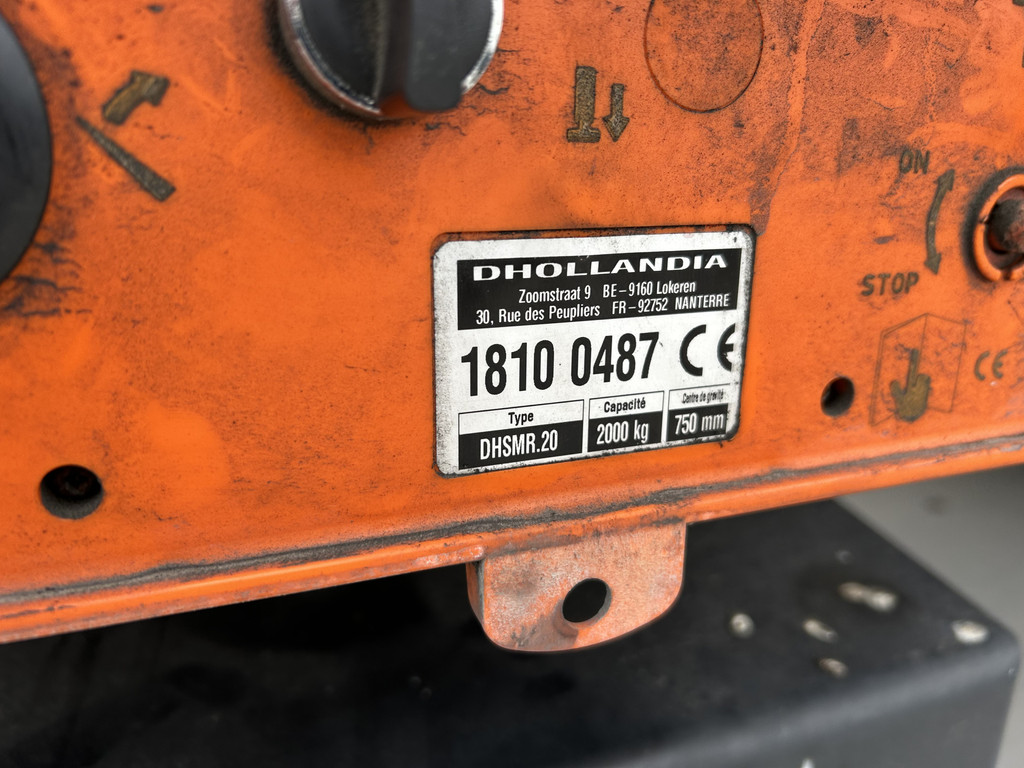 ON
STOP
CE
DHOLLANDIA
Zoomstraat 9 BE-9160 Lokeren
30, Rue des Peupliers FR-92752 NANTERRE
1810 0487 CE
Type Capacité Centre de gravité
DHSMR.20 2000 kg 750 mm